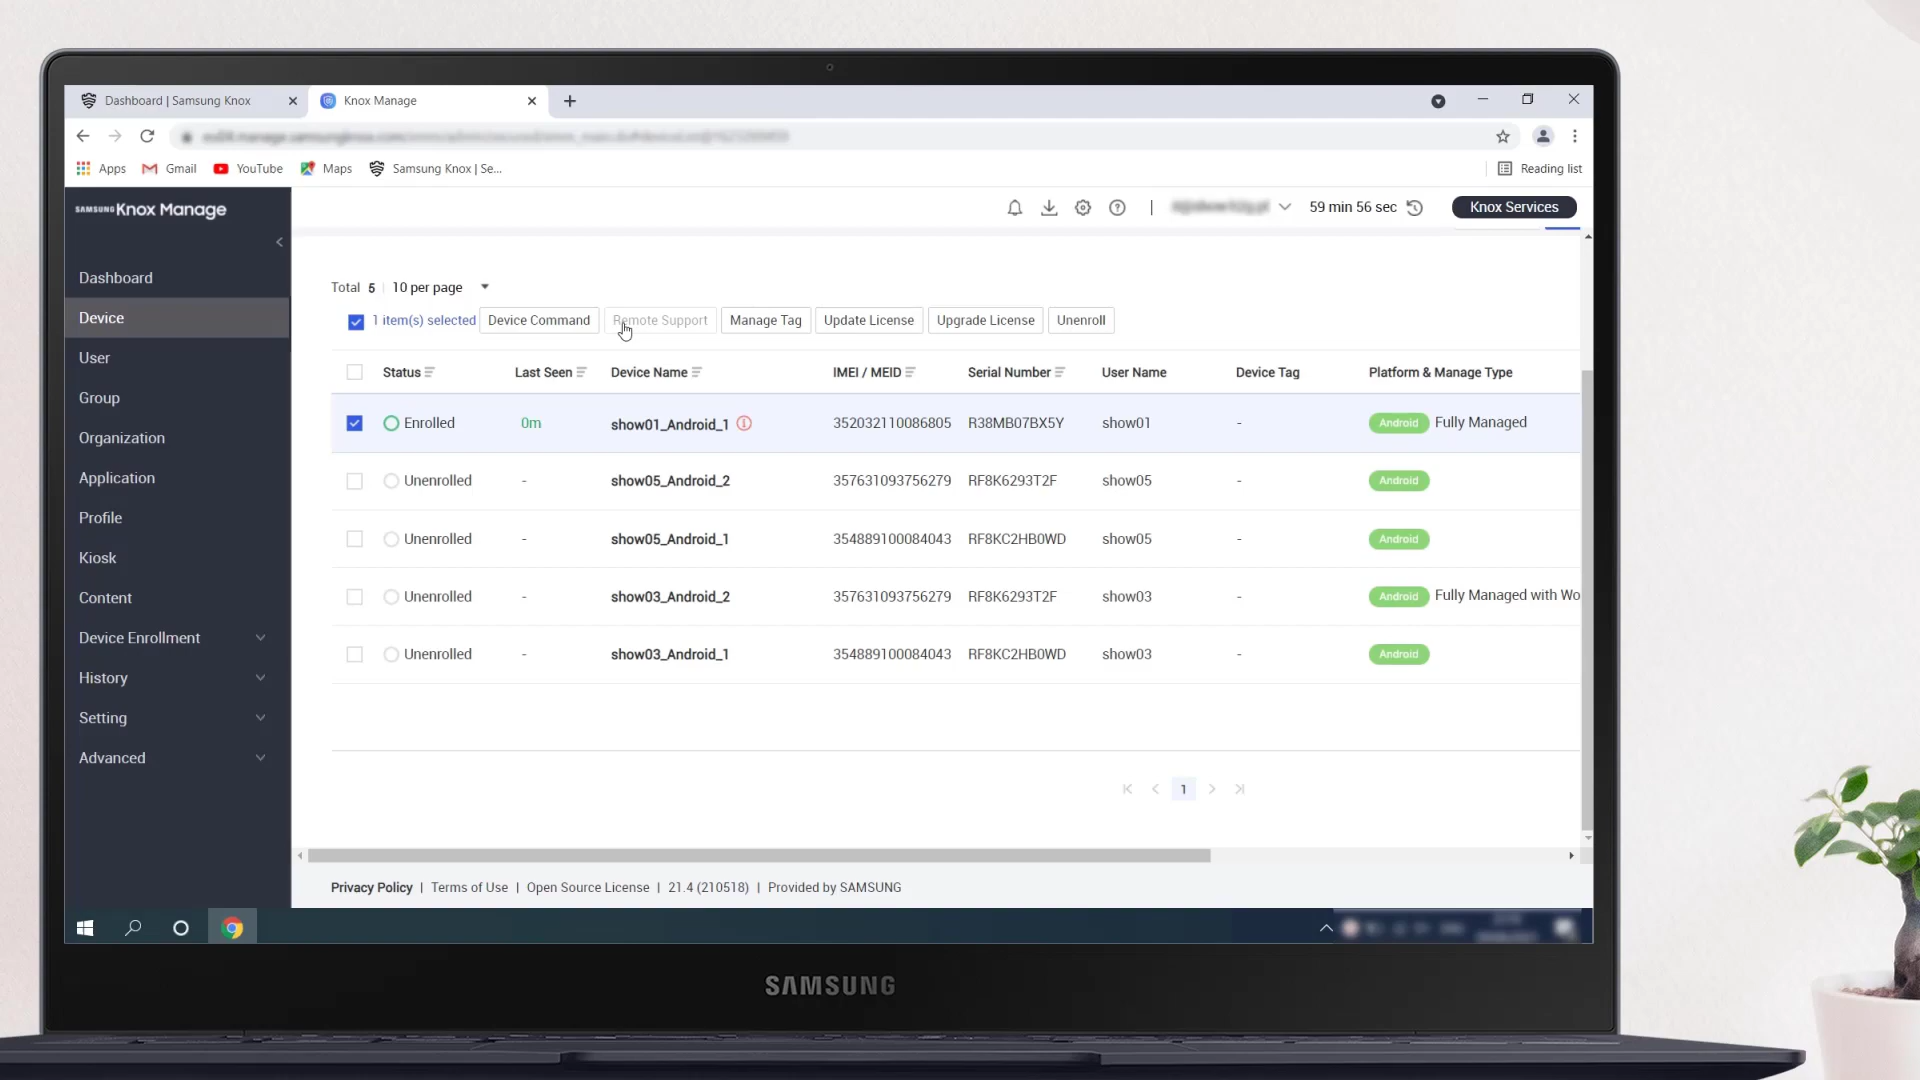 Dashboard | Samsung Knox
Knox Manage
Apps Gmail YouTube Maps Samsung Knox | Se... Reading list
SAMSUNG Knox Manage
59 min 56 sec Knox Services
Dashboard
Device
User
Group
Organization
Application
Profile
Kiosk
Content
Device Enrollment
History
Setting
Advanced
Total 5 | 10 per page
1 item(s) selected Device Command Remote Support Manage Tag Update License Upgrade License Unenroll
Status Last Seen Device Name IMEI / MEID Serial Number User Name Device Tag Platform & Manage Type
Enrolled 0m show01_Android_1 352032110086805 R38MB07BX5Y show01 - Android Fully Managed
Unenrolled - show05_Android_2 357631093756279 RF8K6293T2F show05 - Android
Unenrolled - show05_Android_1 354889100084043 RF8KC2HB0WD show05 - Android
Unenrolled - show03_Android_2 357631093756279 RF8K6293T2F show03 - Android Fully Managed with Wo
Unenrolled - show03_Android_1 354889100084043 RF8KC2HB0WD show03 - Android
1
Privacy Policy | Terms of Use | Open Source License | 21.4 (210518) | Provided by SAMSUNG
SAMSUNG